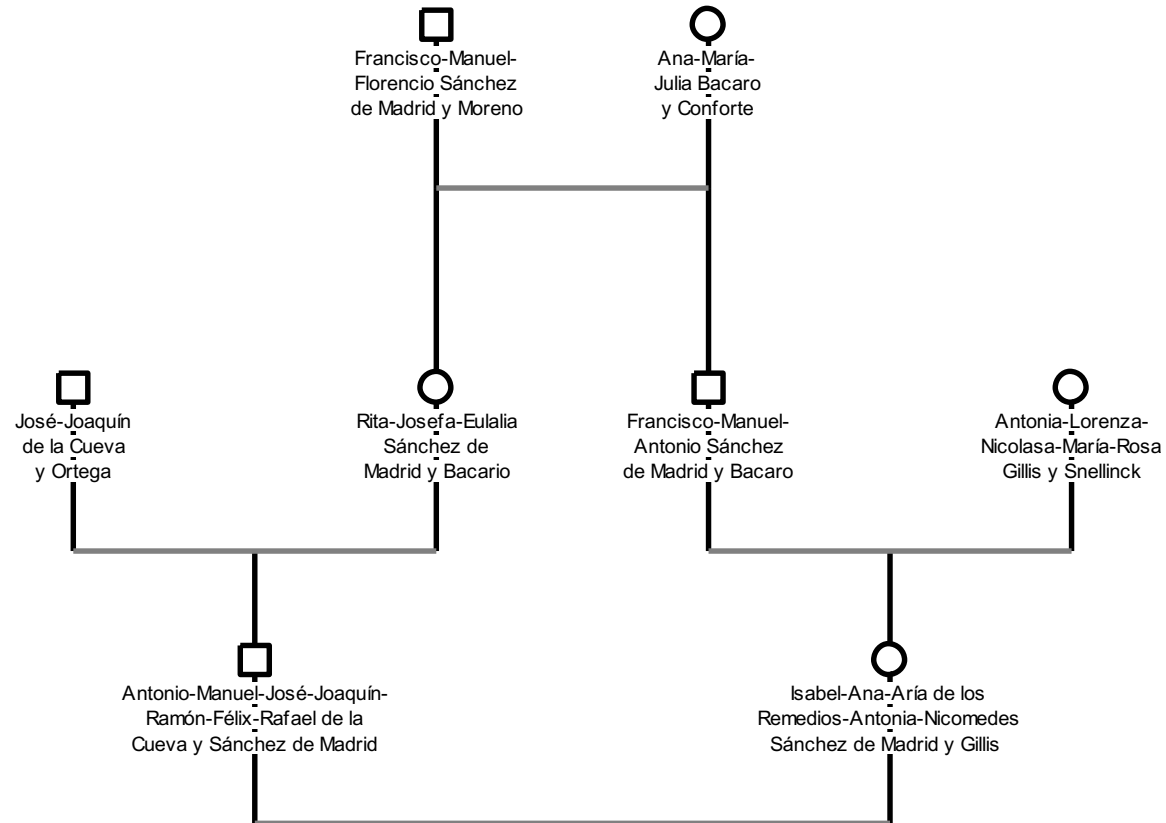 Francisco-Manuel-
Florencio Sánchez
de Madrid y Moreno
Ana-María-
Julia Bacaro
y Conforte
José-Joaquín
de la Cueva
y Ortega
Rita-Josefa-Eulalia
Sánchez de
Madrid y Bacario
Francisco-Manuel-
Antonio Sánchez
de Madrid y Bacaro
Antonia-Lorenza-
Nicolasa-María-Rosa
Gillis y Snellinck
Antonio-Manuel-José-Joaquín-
Ramón-Félix-Rafael de la
Cueva y Sánchez de Madrid
Isabel-Ana-Aría de los
Remedios-Antonia-Nicomedes
Sánchez de Madrid y Gillis